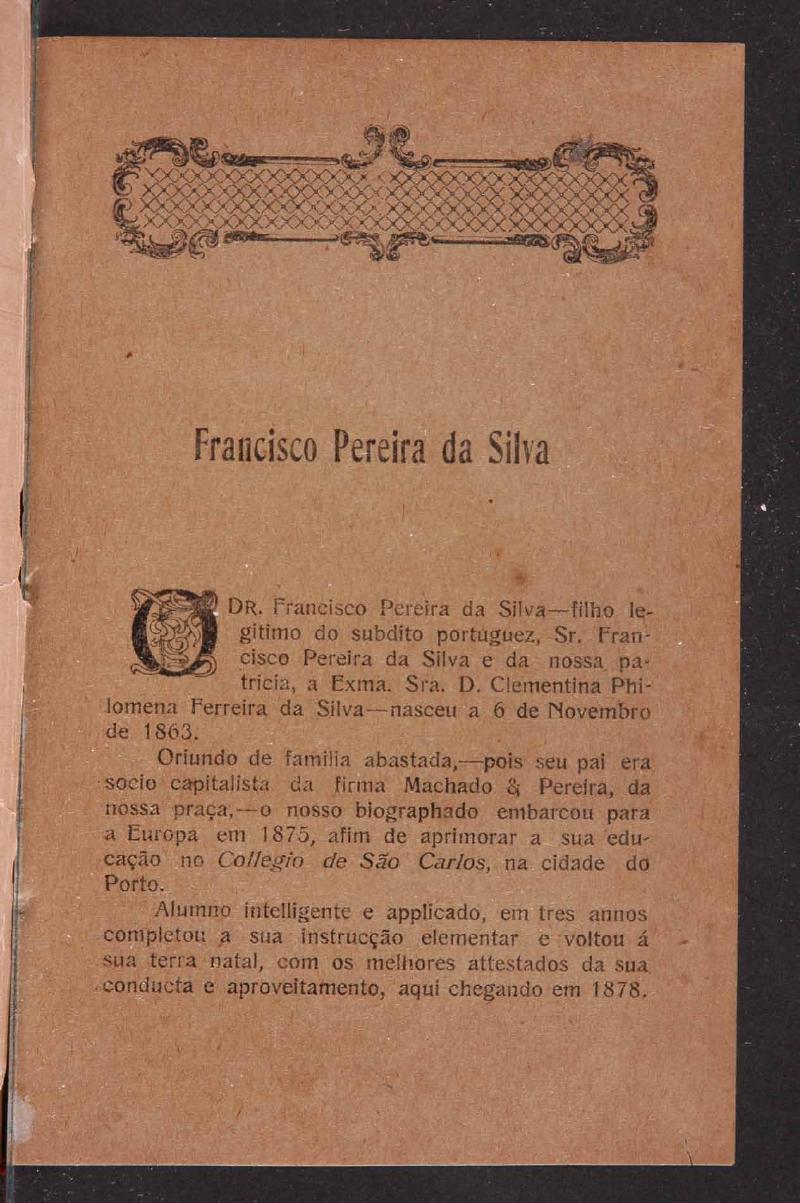 Francisco Pereira da Silva
O DR. Francisco Pereira da Silva—filho le-
gitimo do subdito portuguez, Sr. Fran-
cisco Pereira da Silva e da nossa pa-
tricia, a Exma. Sra. D. Clementina Phi-
lomena Ferreira da Silva—nasceu a 6 de Novembro
de 1863.
Oriundo de familia abastada,—pois seu pai era
socio capitalista da firma Machado & Pereira, da
nossa praça,—o nosso biographado embarcou para
a Europa em 1875, afim de aprimorar a sua edu-
cação no Collegio de São Carlos, na cidade do
Porto.
Alumno intelligente e applicado, em tres annos
completou a sua instrucção elementar e voltou á
sua terra natal, com os melhores attestados da sua
conducta e aproveitamento, aqui chegando em 1878.